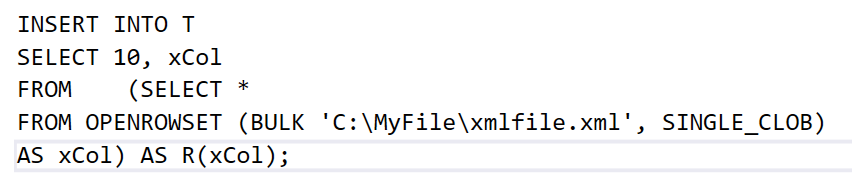 INSERT INTO T
SELECT 10, xCol
FROM    (SELECT *
FROM OPENROWSET (BULK 'C:\MyFile\xmlfile.xml', SINGLE_CLOB)
AS xCol) AS R(xCol);